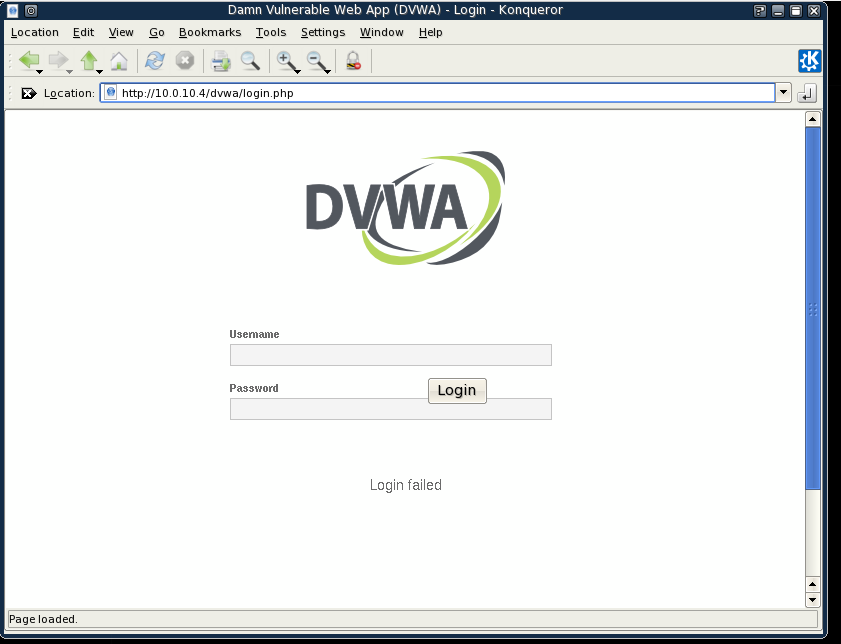 Damn Vulnerable Web App (DVWA) - Login - Konqueror
Location Edit View Go Bookmarks Tools Settings Window Help
Location: http://10.0.10.4/dvwa/login.php
DVWA
Username
Password
Login
Login failed
Page loaded.